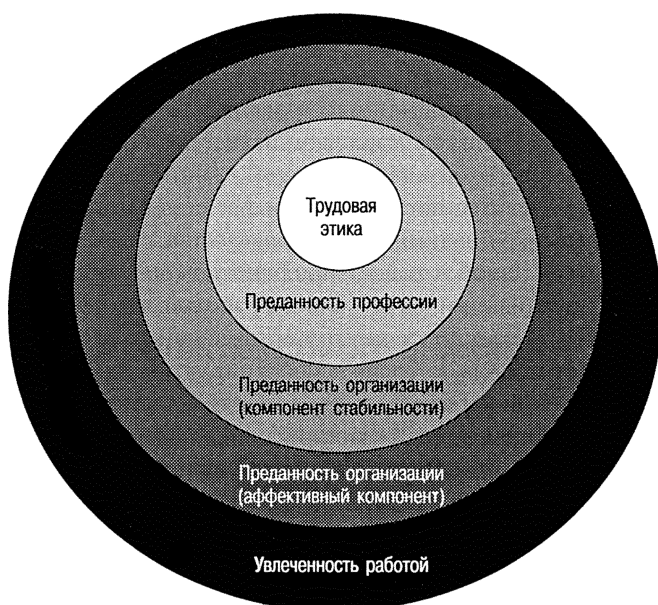 Трудовая
этика
Преданность профессии
Преданность организации
(компонент стабильности)
Преданность организации
(аффективный компонент)
Увлеченность работой